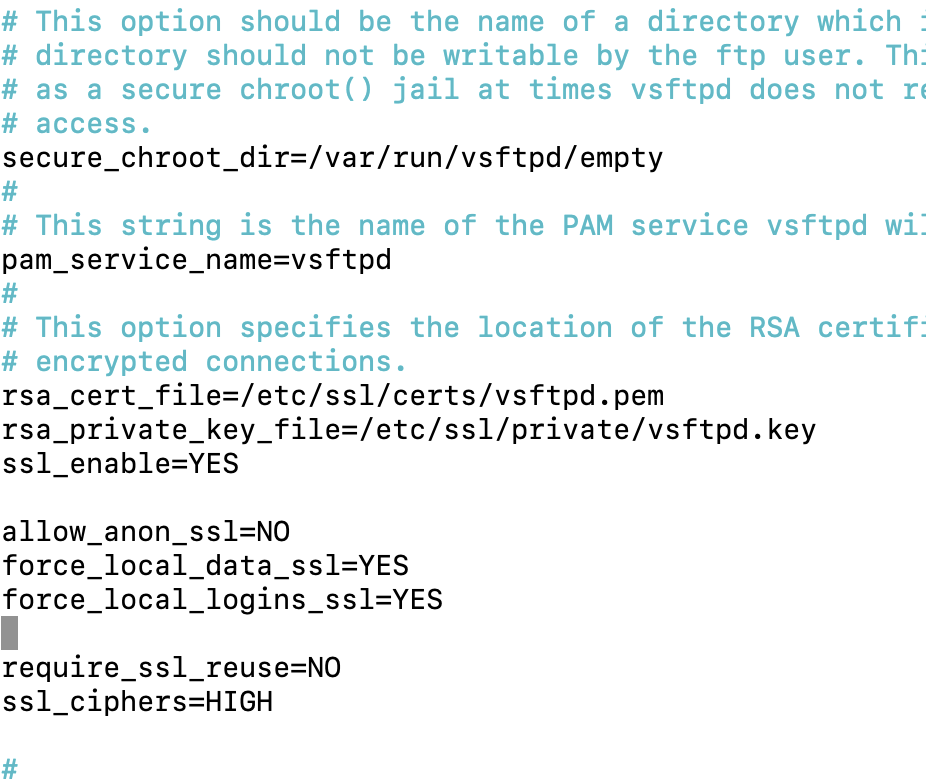 # This option should be the name of a directory which
# directory should not be writable by the ftp user.
# as a secure chroot() jail at times vsftpd does not
# access.
secure_chroot_dir=/var/run/vsftpd/empty
#
# This string is the name of the PAM service vsftpd
pam_service_name=vsftpd
#
# This option specifies the location of the RSA
# encrypted connections.
rsa_cert_file=/etc/ssl/certs/vsftpd.pem
rsa_private_key_file=/etc/ssl/private/vsftpd.key
ssl_enable=YES
allow_anon_ssl=NO
force_local_data_ssl=YES
force_local_logins_ssl=YES
require_ssl_reuse=NO
ssl_ciphers=HIGH
#